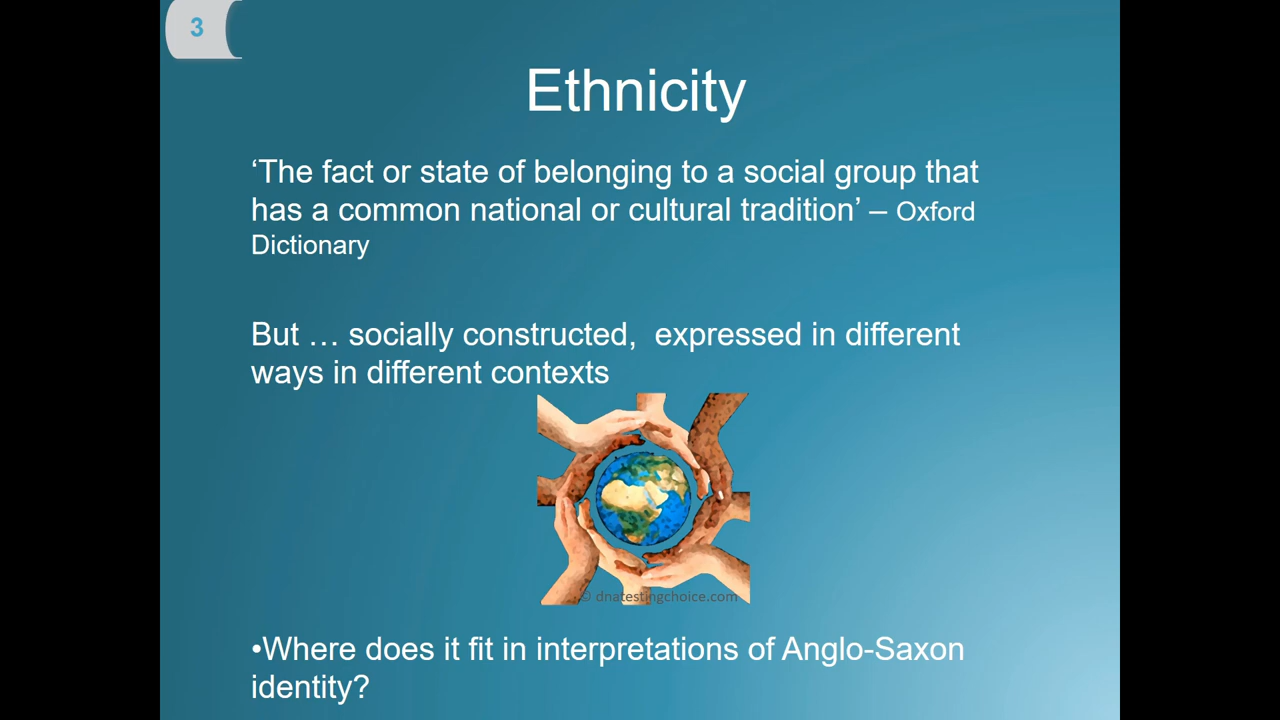 3
Ethnicity
‘The fact or state of belonging to a social group that
has a common national or cultural tradition’ – Oxford
Dictionary
But … socially constructed,  expressed in different
ways in different contexts
© dnatestingchoice.com
•Where does it fit in interpretations of Anglo-Saxon
identity?